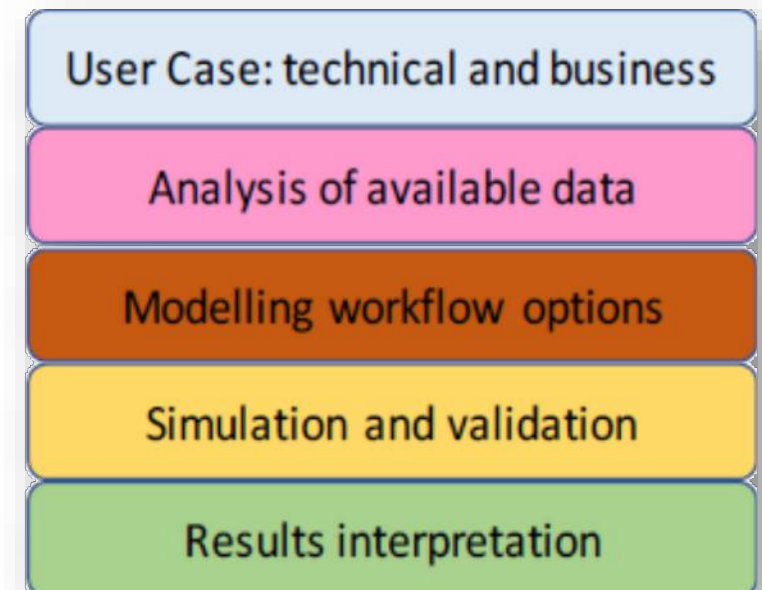 User Case: technical and business
Analysis of available data
Modelling workflow options
Simulation and validation
Results interpretation